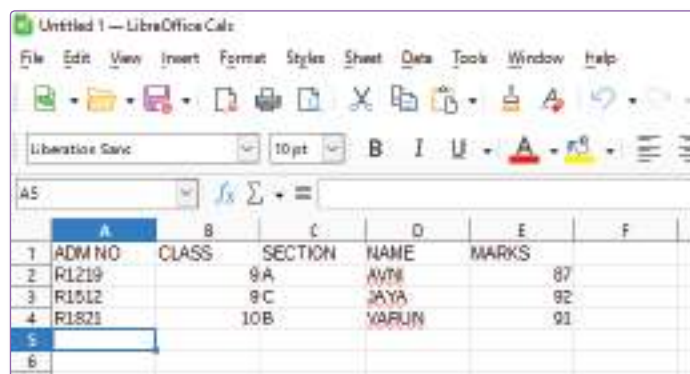 Untitled 1 — LibreOffice Calc
File Edit View Insert Format Styles Sheet Data Tools Window Help
Liberation Sans 10 pt B I U A
A5 fx Σ =
A B C D E F
1 ADM NO CLASS SECTION NAME MARKS
2 R1219 9 A AVNI 87
3 R1512 9 C JAYA 92
4 R1821 10 B VARUN 91
5
6